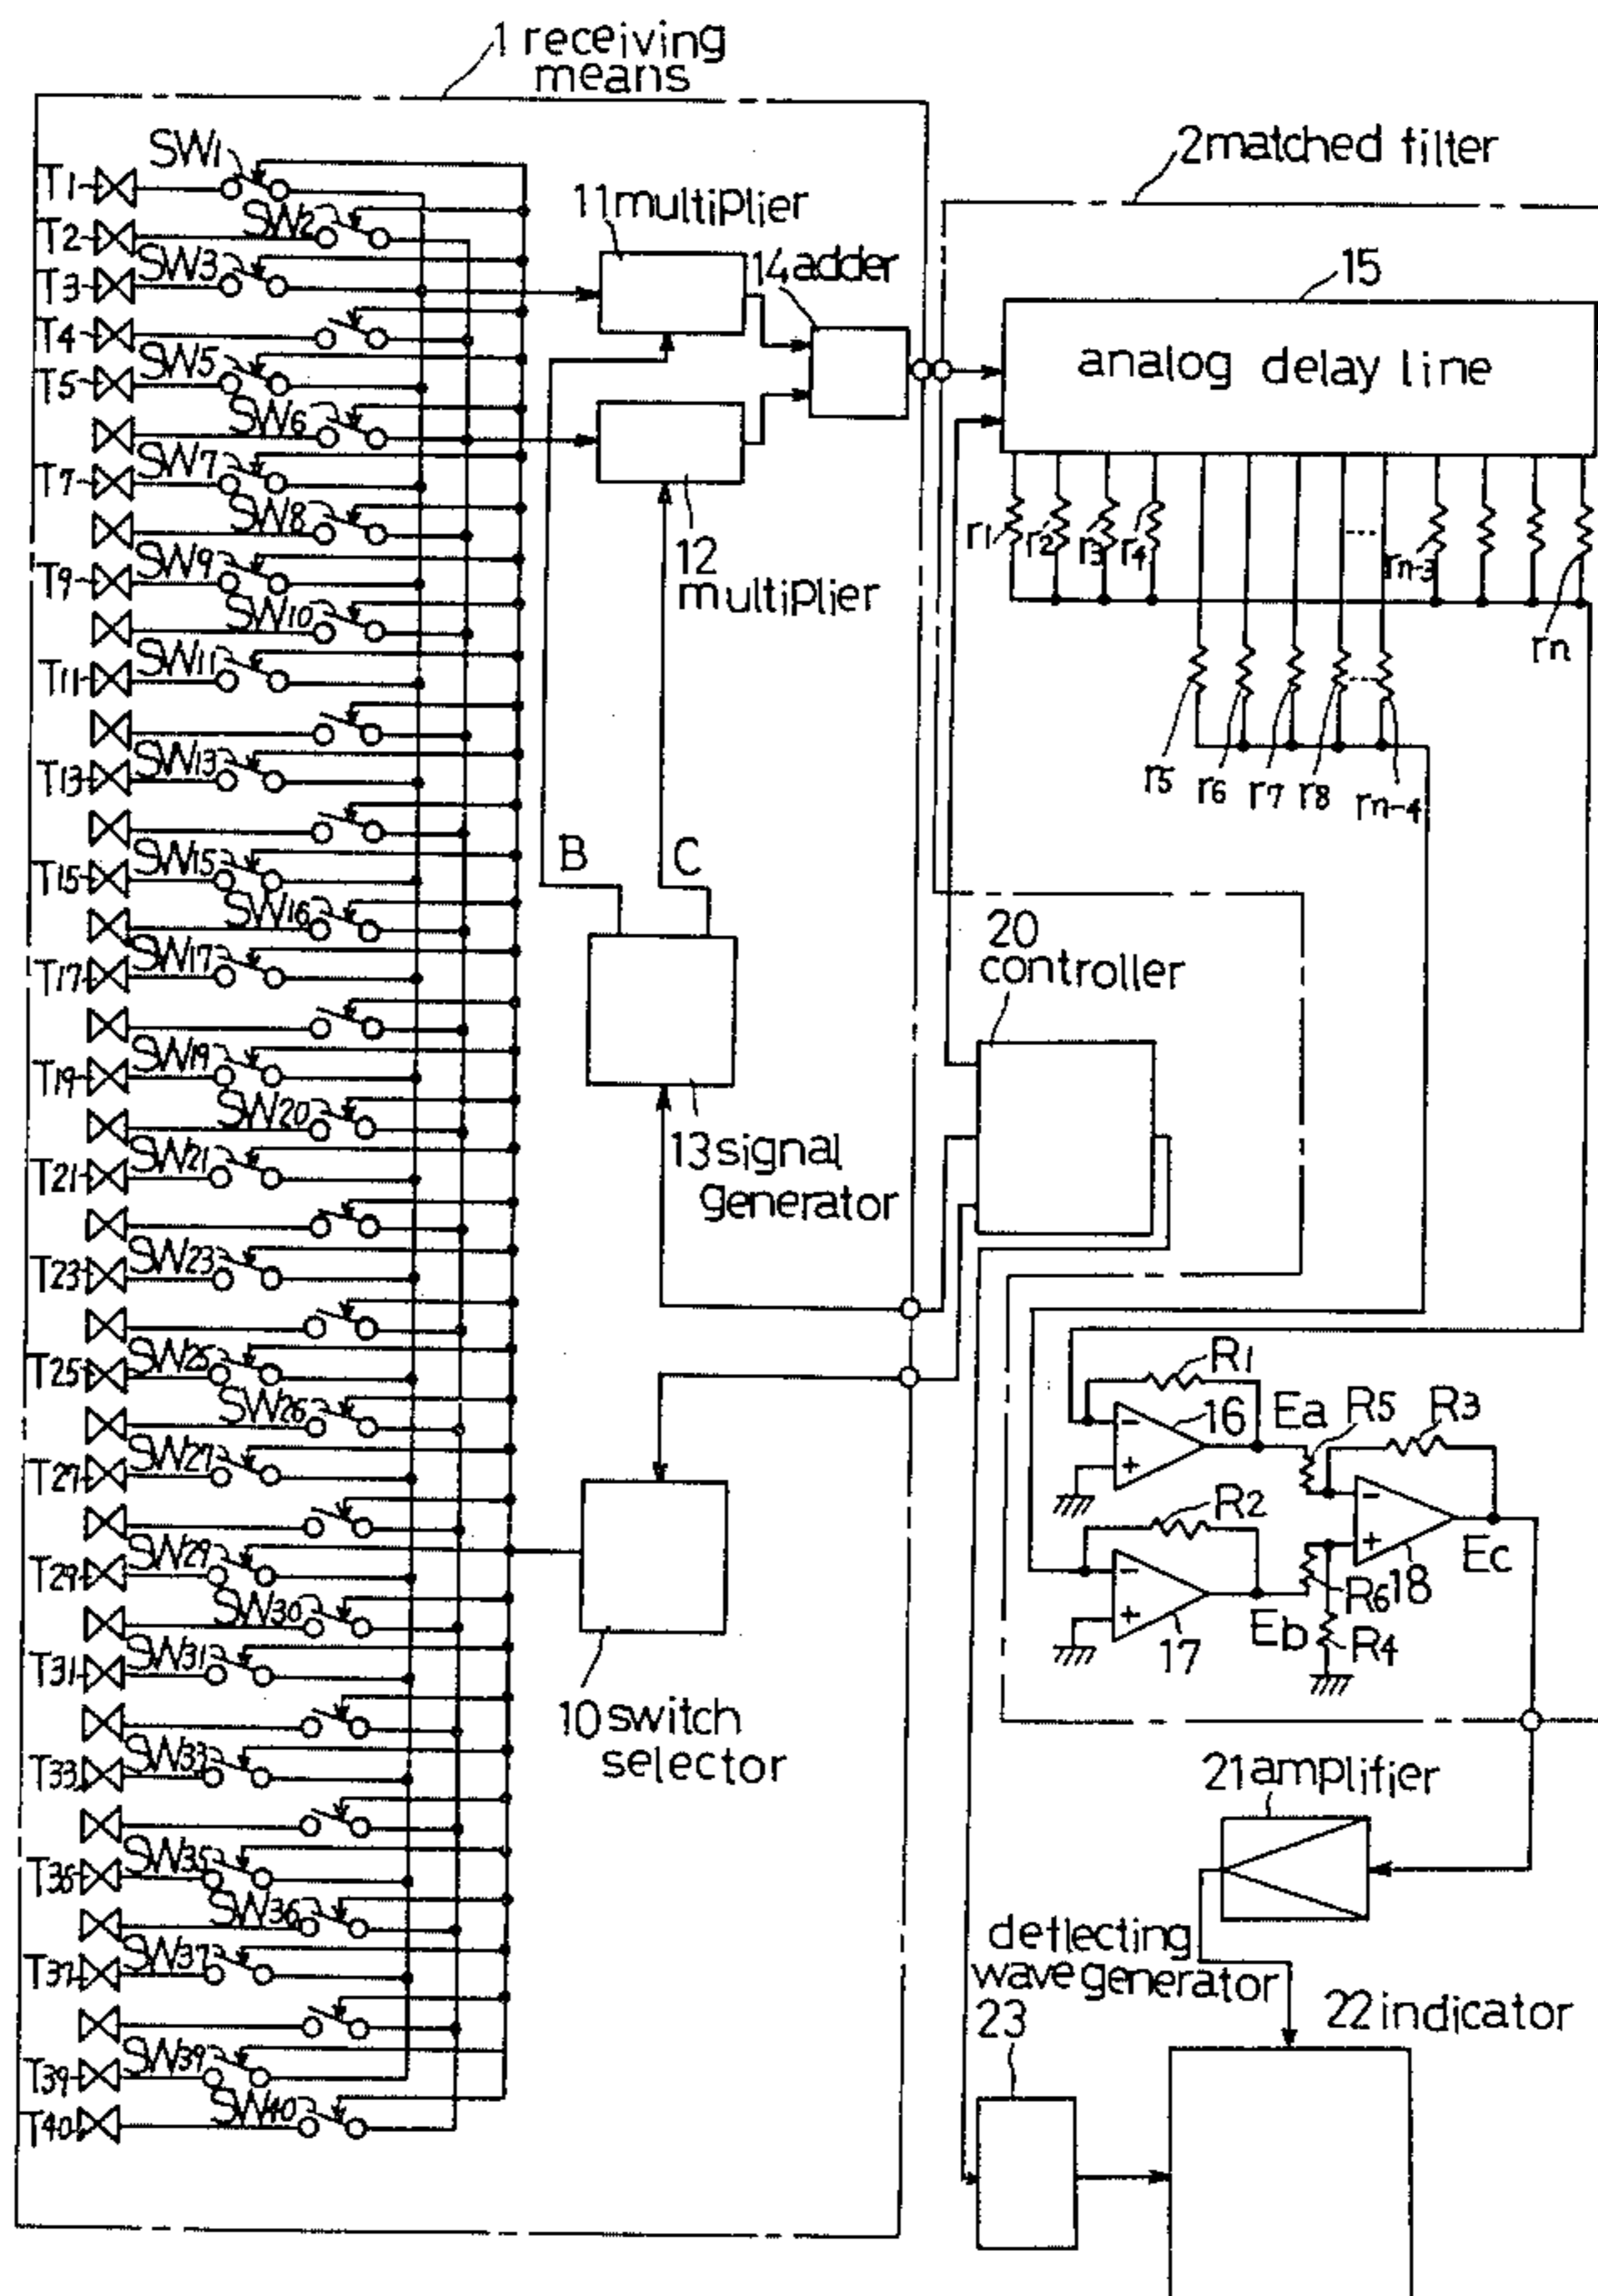 1 receiving
means
2 matched filter
SW1
T1
SW2
T2
SW3
T3
T4
SW5
T5
SW6
SW7
T7
SW8
SW9
T9
SW10
SW11
T11
SW13
T13
SW15
T15
SW16
SW17
T17
SW19
T19
SW20
SW21
T21
SW23
T23
SW25
T25
SW26
SW27
T27
SW29
T29
SW30
SW31
T31
SW33
T33
SW35
T36
SW36
SW37
T37
SW39
T39
SW40
T40
11 multiplier
14 adder
12
multiplier
B
C
13 signal
generator
10 switch
selector
15
analog delay line
r1
r2
r3
r4
----
rn-3
rn
----
r5
r6
r7
r8
rn-4
20
controller
R1
16
Ea
R5
R3
-
+
R2
-
+
Ec
-
+
17
Eb
R6
18
R4
21 amplifier
deflecting
wave generator
23
22 indicator